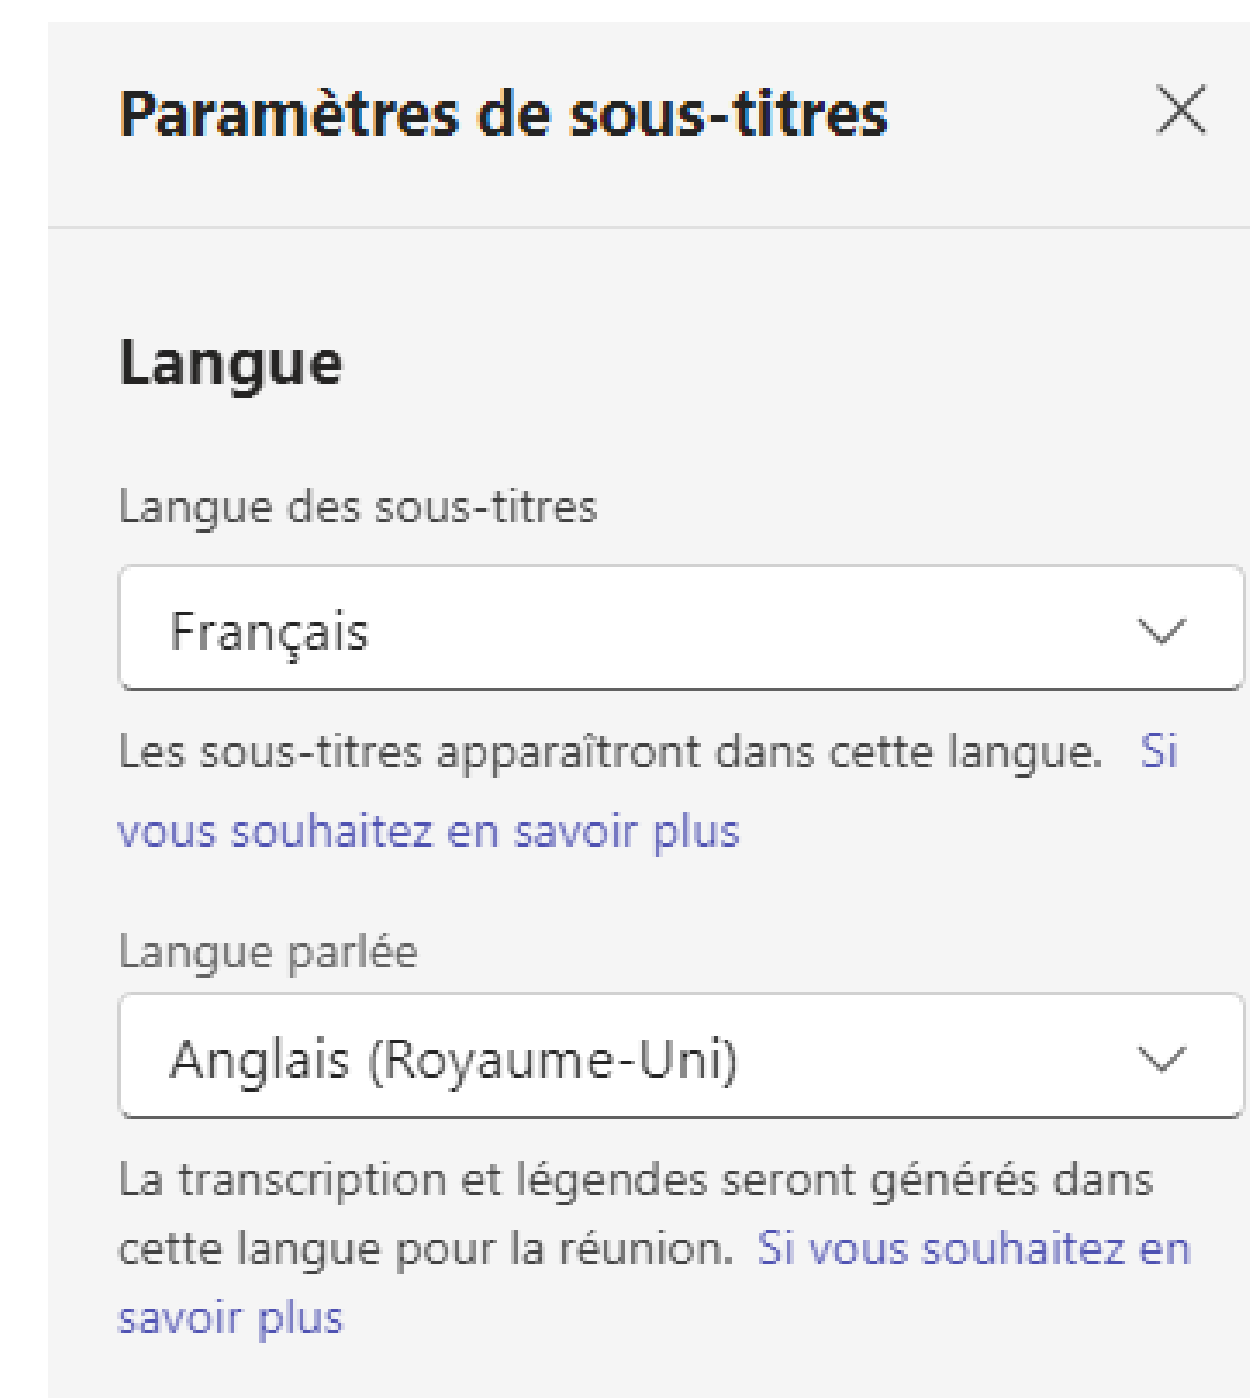 Paramètres de sous-titres
Langue
Langue des sous-titres
Français
Les sous-titres apparaîtront dans cette langue. Si
vous souhaitez en savoir plus
Langue parlée
Anglais (Royaume-Uni)
La transcription et légendes seront générés dans
cette langue pour la réunion. Si vous souhaitez en
savoir plus